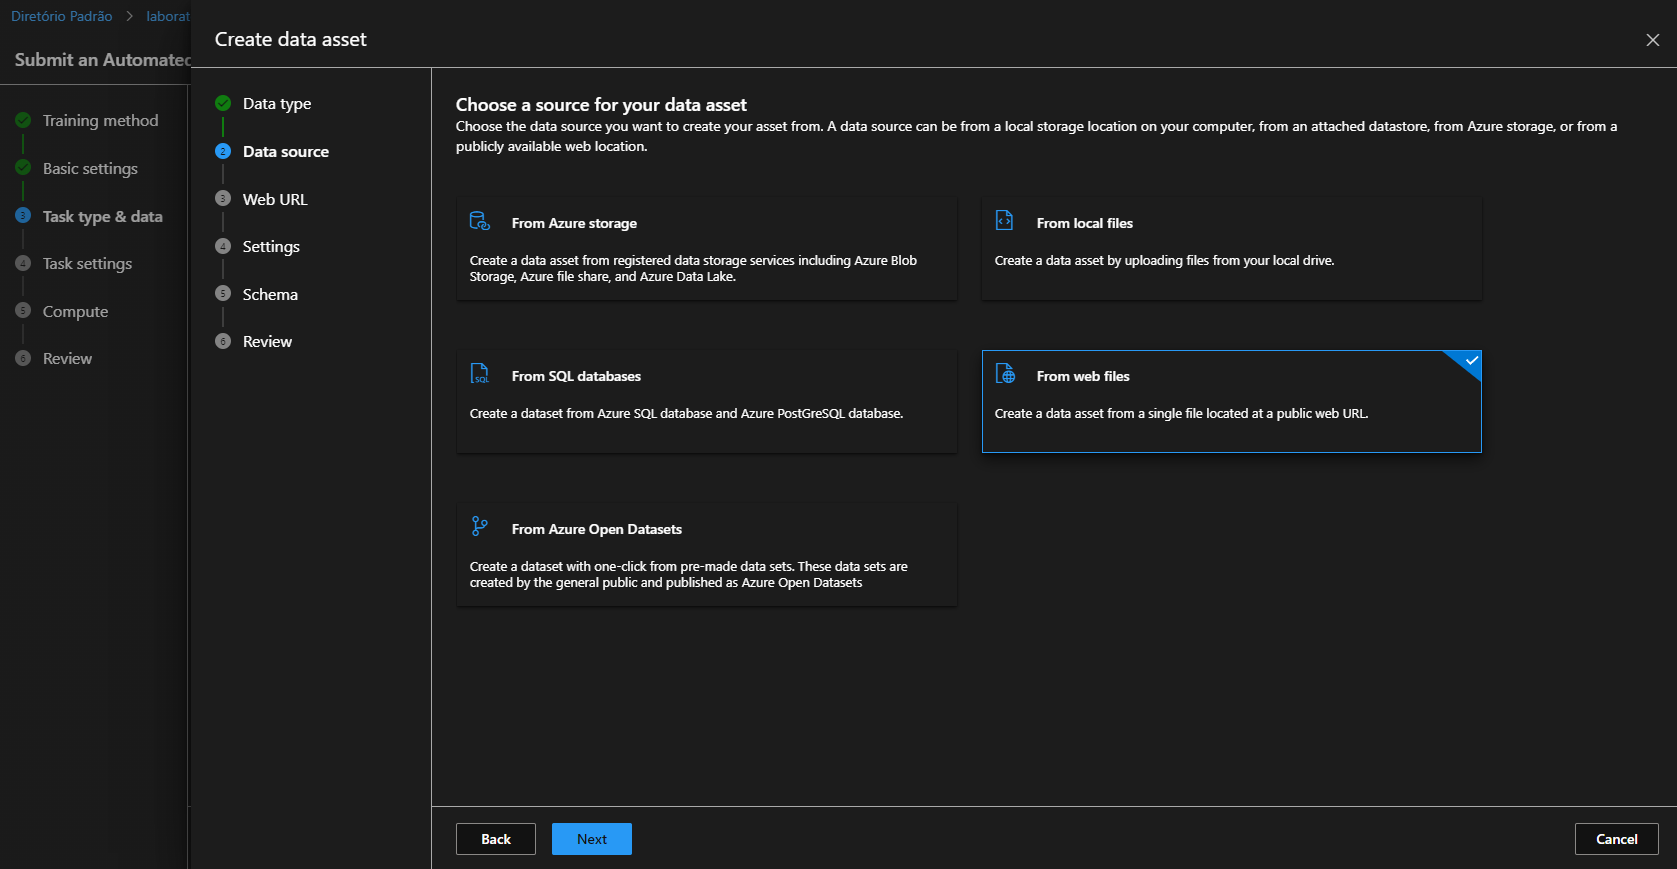 Diretório Padrão > laborat
Submit an Automated
Training method
Basic settings
3 Task type & data
4 Task settings
5 Compute
6 Review
Create data asset
Data type
2 Data source
3 Web URL
4 Settings
5 Schema
6 Review
Choose a source for your data asset
Choose the data source you want to create your asset from. A data source can be from a local storage location on your computer, from an attached datastore, from Azure storage, or from a
publicly available web location.
From Azure storage
Create a data asset from registered data storage services including Azure Blob
Storage, Azure file share, and Azure Data Lake.
From local files
Create a data asset by uploading files from your local drive.
SQL
From SQL databases
Create a dataset from Azure SQL database and Azure PostGreSQL database.
From web files
Create a data asset from a single file located at a public web URL.
From Azure Open Datasets
Create a dataset with one-click from pre-made data sets. These data sets are
created by the general public and published as Azure Open Datasets
Back
Next
Cancel